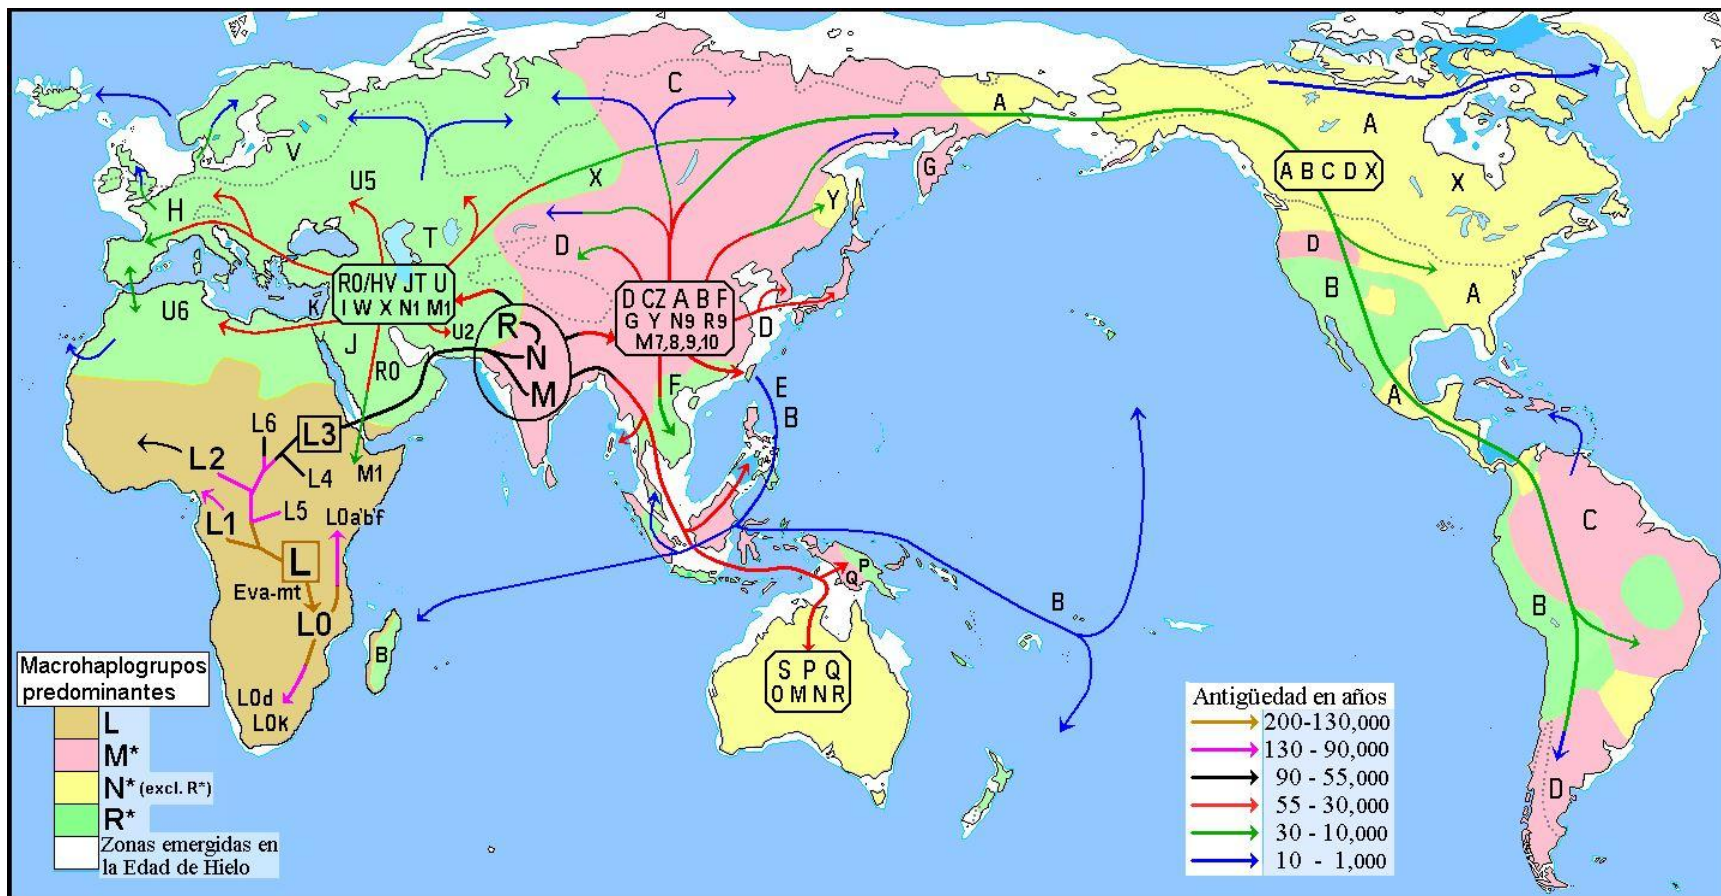 C
A
A
V
G
A B C D X
X
U5
X
Y
H
T
D
D
R0/HV JT U
I W X N1 M1
D CZ A B F
G Y N9 R9
M7,8,9,10
B
A
K
U6
U2
R
N
M
D
J
R0
F
E
B
A
L6
L3
L2
L4
M1
L1
L5
L0a'b'f
C
L
P
Q
Eva-mt
L0
B
B
B
S P Q
O M N R
L0d
L0k
D
Macrohaplogrupos
predominantes
L
M*
N* (excl. R*)
R*
Zonas emergidas en
la Edad de Hielo
Antigüedad en años
200-130,000
130 - 90,000
90 - 55,000
55 - 30,000
30 - 10,000
10 - 1,000